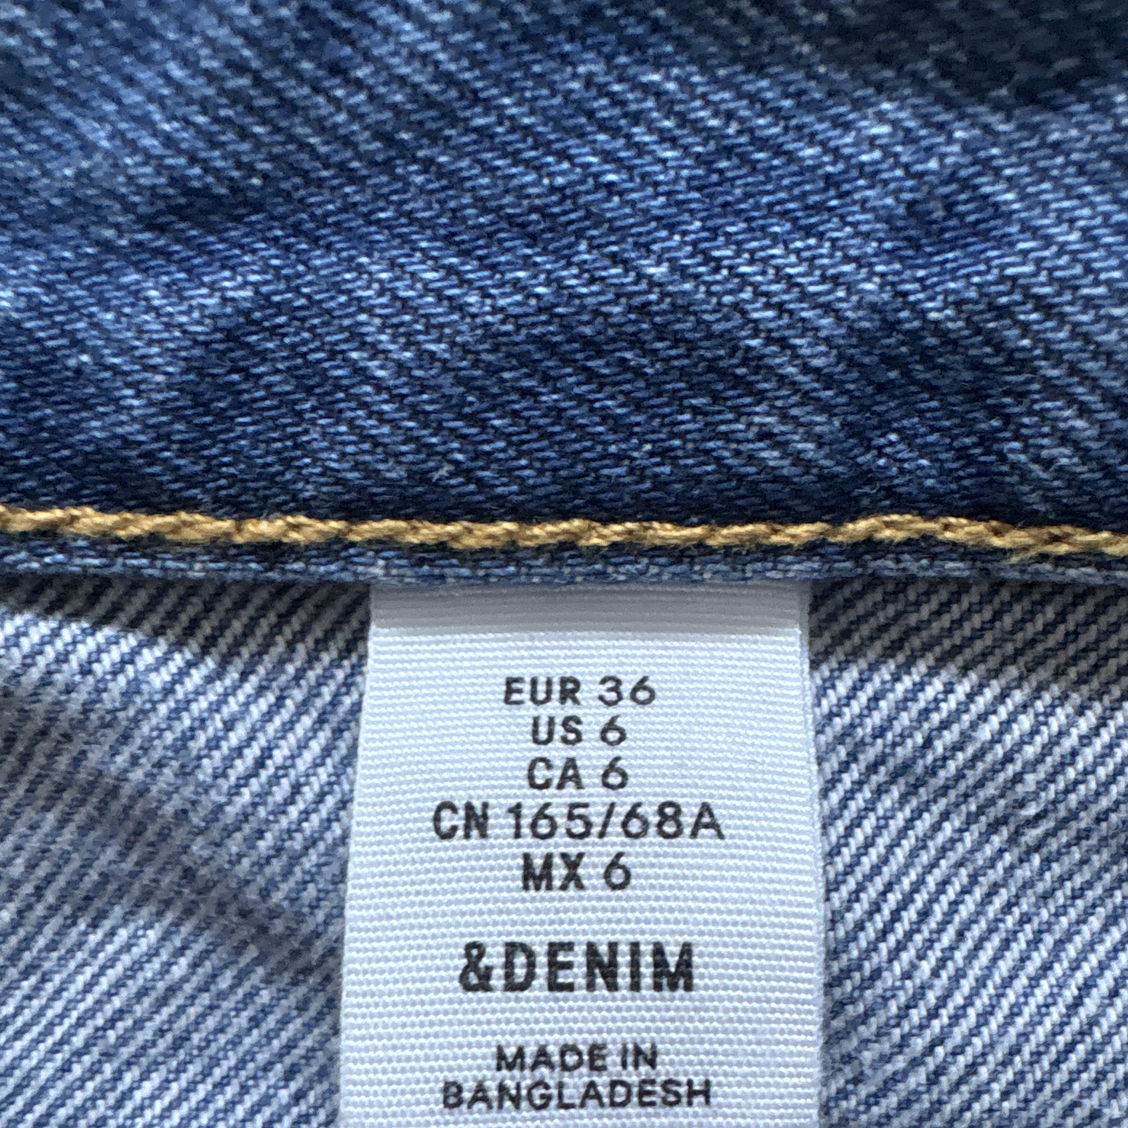 EUR 36
US 6
CA 6
CN 165/68A
MX 6
&DENIM
MADE IN
BANGLADESH